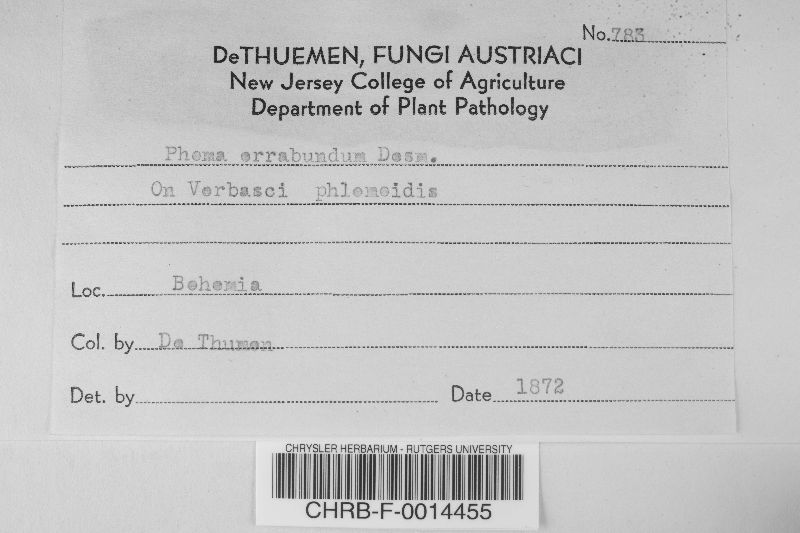 No. 783
DeTHUEMEN, FUNGI AUSTRIACI
New Jersey College of Agriculture
Department of Plant Pathology
Phoma errabundum Desm.
On Verbasci phlomoidis
Loc. Bohemia
Col. by De Thumen
Det. by
Date 1872
CHRYSLER HERBARIUM - RUTGERS UNIVERSITY
CHRB-F-0014455